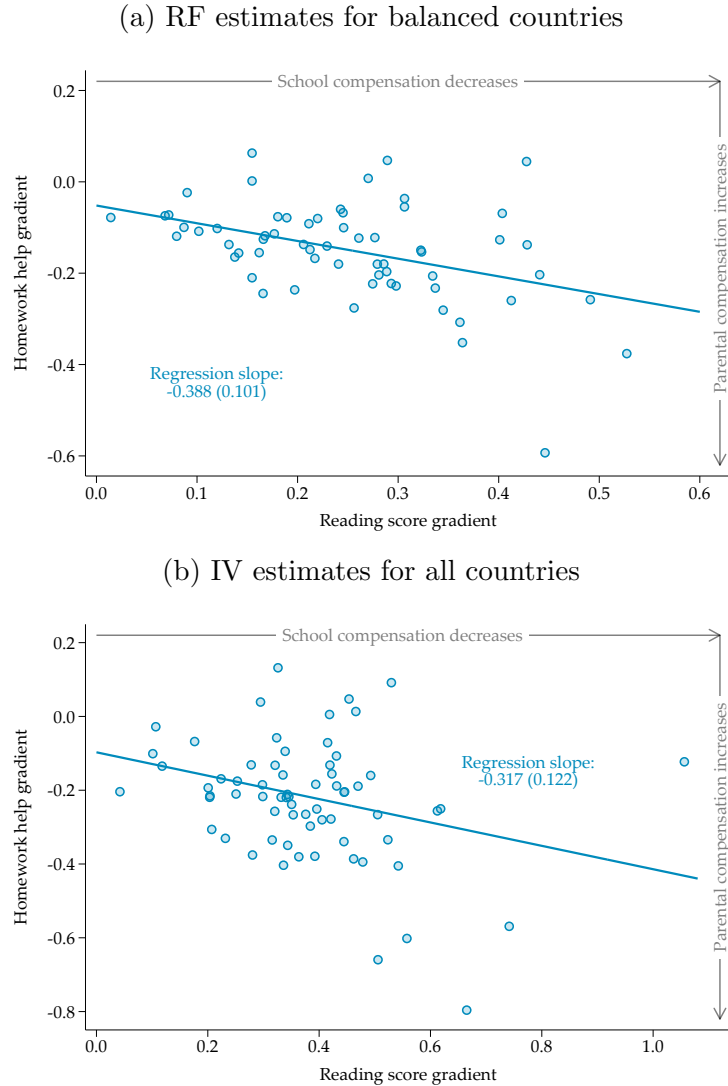 (a) RF estimates for balanced countries
School compensation decreases
0.2
0.0
-0.2
-0.4
-0.6
Homework help gradient
Parental compensation increases
Regression slope:
-0.388 (0.101)
0.0 0.1 0.2 0.3 0.4 0.5 0.6
Reading score gradient
(b) IV estimates for all countries
School compensation decreases
0.2
0.0
-0.2
-0.4
-0.6
-0.8
Homework help gradient
Parental compensation increases
Regression slope:
-0.317 (0.122)
0.0 0.2 0.4 0.6 0.8 1.0
Reading score gradient